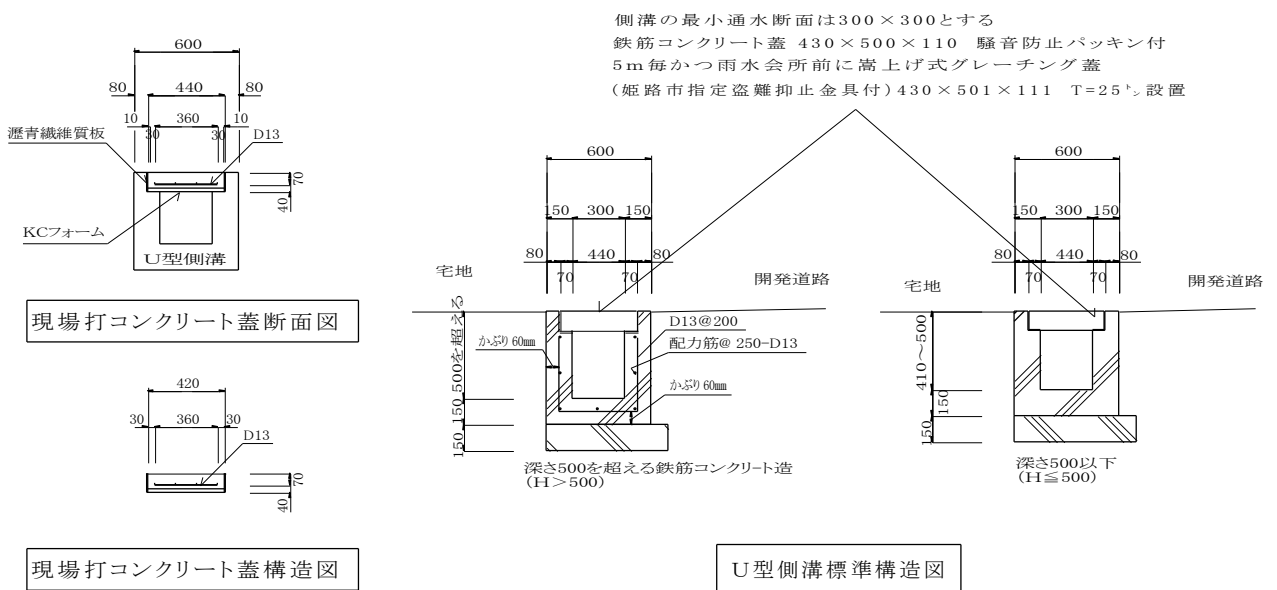 側溝の最小通水断面は300×300とする
鉄筋コンクリート蓋 430×500×110 騒音防止パッキン付
5m毎かつ雨水会所前に嵩上げ式グレーチング蓋
(姫路市指定盗難抑止金具付)430×501×111 T=25㌧設置
600
80 440 80
10 360 10
30 30
瀝青繊維質板
D13
70
40
KCフォーム
U型側溝
現場打コンクリート蓋断面図
420
30 360 30
D13
70
40
現場打コンクリート蓋構造図
600
150 300 150
80 440 80
70 70
宅地
開発道路
500を超える
150
150
かぶり60㎜
D13@200
配力筋@250-D13
かぶり60㎜
深さ500を超える鉄筋コンクリート造
(H>500)
600
150 300 150
80 440 80
70 70
宅地
開発道路
410~500
150
150
深さ500以下
(H≦500)
U型側溝標準構造図